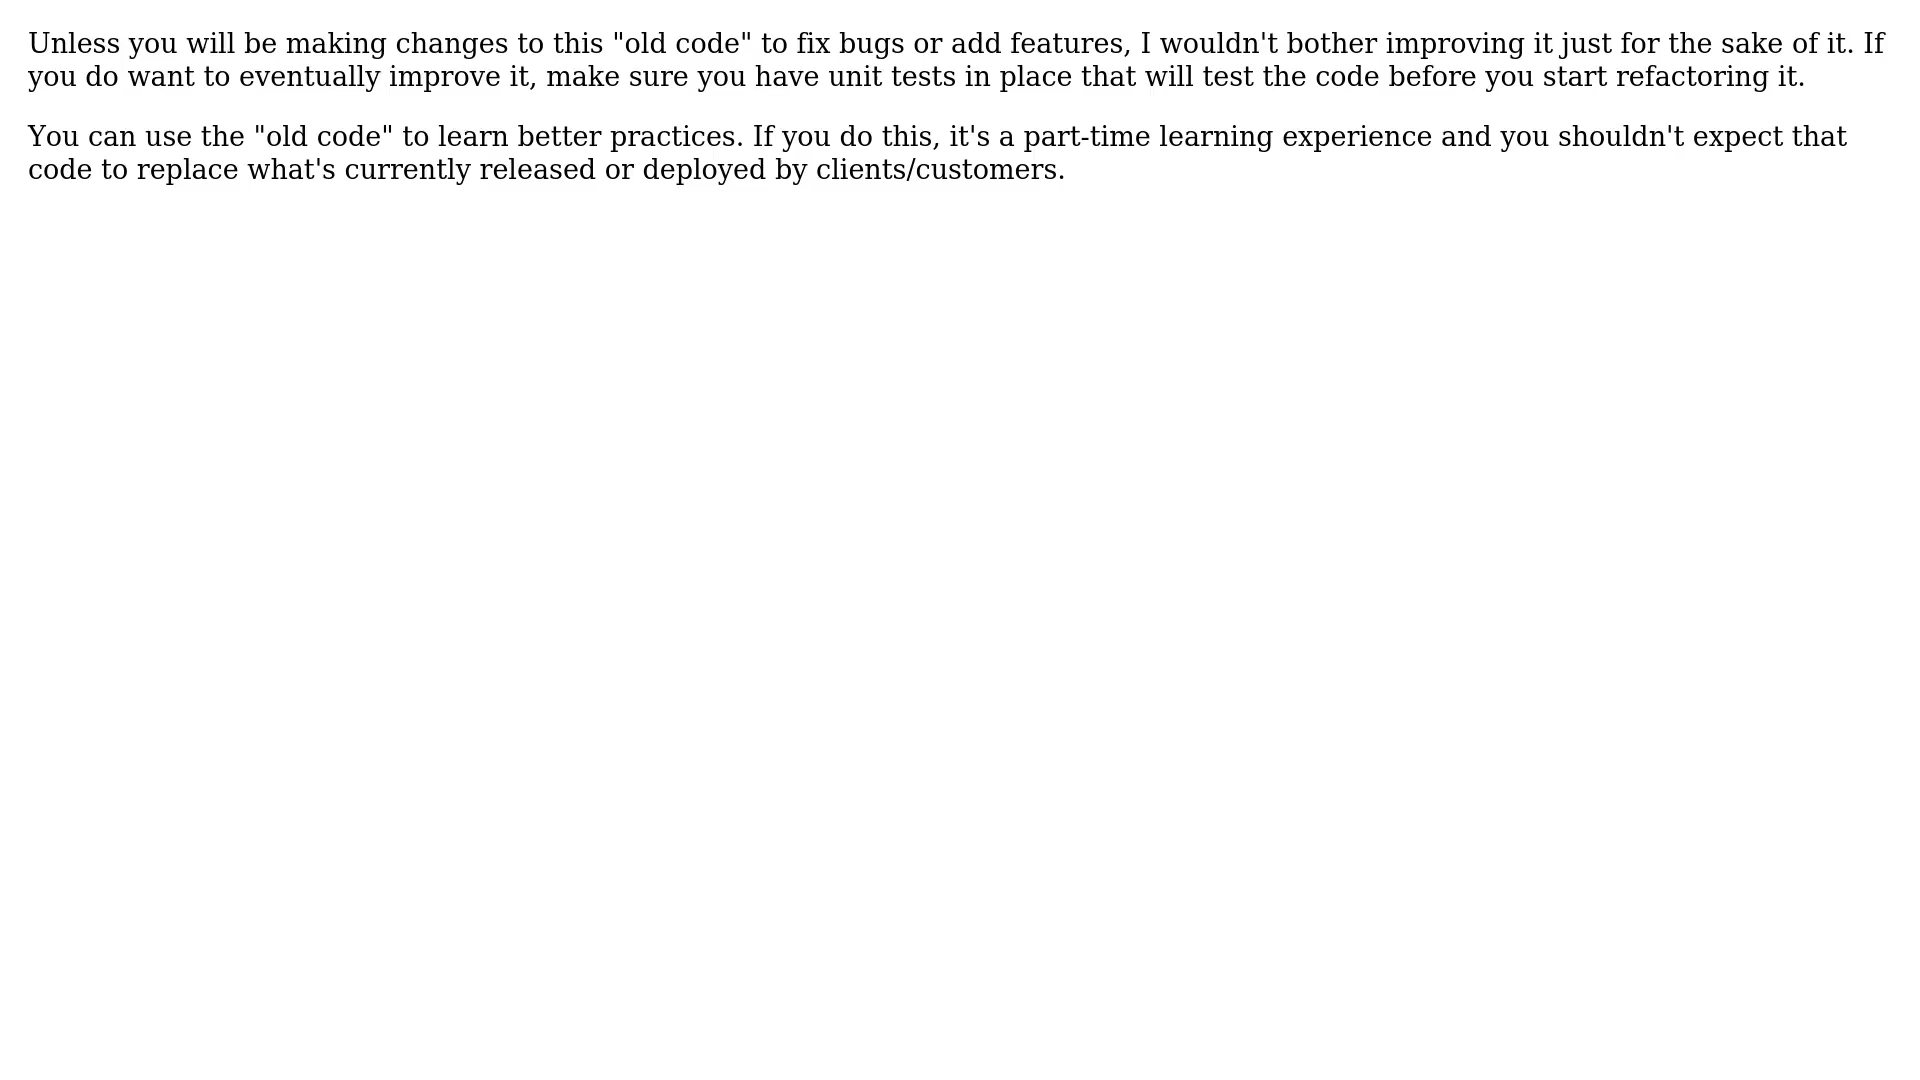 Unless you will be making changes to this "old code" to fix bugs or add features, I wouldn't bother improving it just for the sake of it. If
you do want to eventually improve it, make sure you have unit tests in place that will test the code before you start refactoring it.
You can use the "old code" to learn better practices. If you do this, it's a part-time learning experience and you shouldn't expect that
code to replace what's currently released or deployed by clients/customers.